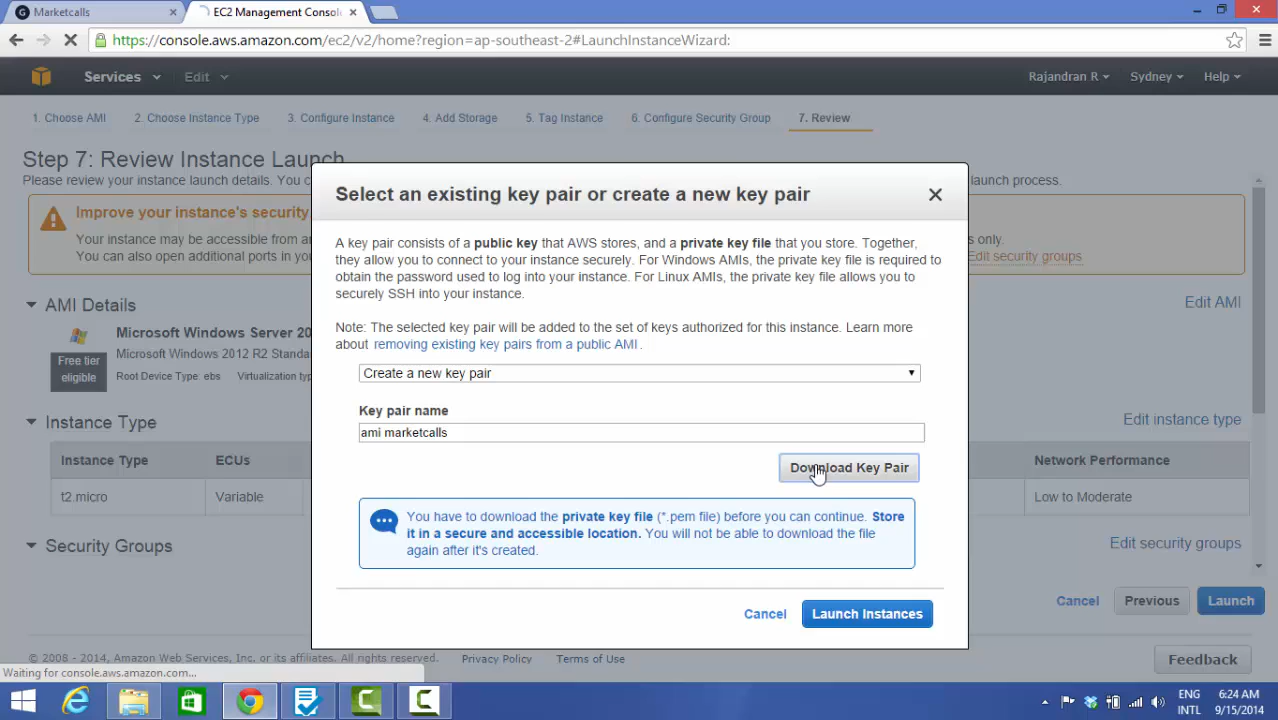 Marketcalls
EC2 Management Conso
https://console.aws.amazon.com/ec2/v2/home?region=ap-southeast-2#LaunchInstanceWizard:
Services Edit Rajandran R Sydney Help
1. Choose AMI 2. Choose Instance Type 3. Configure Instance 4. Add Storage 5. Tag Instance 6. Configure Security Group 7. Review
Step 7: Review Instance Launch
Please review your instance launch details. You c launch process.
Improve your instance's security
Your instance may be accessible from an s only.
You can also open additional ports in you Edit security groups
AMI Details Edit AMI
Microsoft Windows Server 20
Microsoft Windows 2012 R2 Standa
Free tier eligible
Root Device Type: ebs Virtualization typ
Instance Type Edit instance type
Instance Type ECUs Network Performance
t2.micro Variable Low to Moderate
Security Groups Edit security groups
Cancel Previous Launch
Select an existing key pair or create a new key pair
A key pair consists of a public key that AWS stores, and a private key file that you store. Together,
they allow you to connect to your instance securely. For Windows AMIs, the private key file is required to
obtain the password used to log into your instance. For Linux AMIs, the private key file allows you to
securely SSH into your instance.
Note: The selected key pair will be added to the set of keys authorized for this instance. Learn more
about removing existing key pairs from a public AMI .
Create a new key pair
Key pair name
ami marketcalls
Download Key Pair
You have to download the private key file (*.pem file) before you can continue. Store
it in a secure and accessible location. You will not be able to download the file
again after it's created.
Cancel Launch Instances
© 2008 - 2014, Amazon Web Services, Inc. or its affiliates. All rights reserved. Privacy Policy Terms of Use Feedback
Waiting for console.aws.amazon.com...
ENG 6:24 AM
INTL 9/15/2014